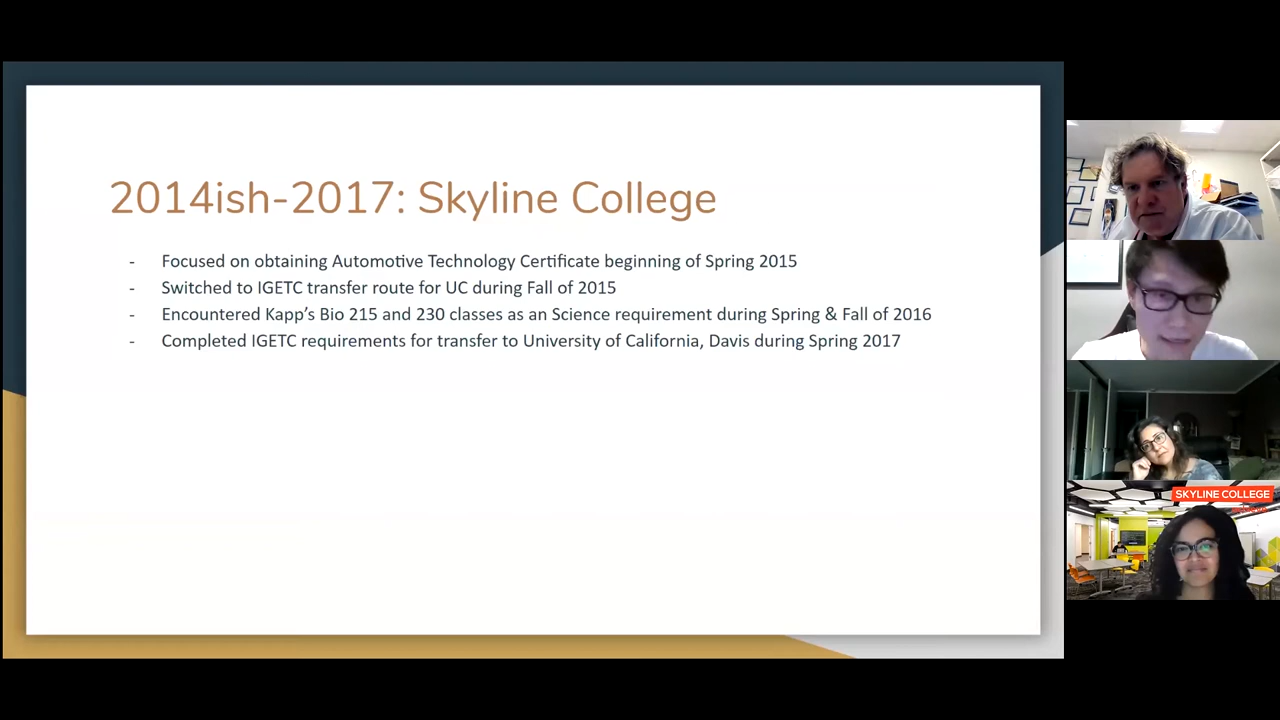 2014ish-2017: Skyline College
- Focused on obtaining Automotive Technology Certificate beginning of Spring 2015
- Switched to IGETC transfer route for UC during Fall of 2015
- Encountered Kapp’s Bio 215 and 230 classes as an Science requirement during Spring & Fall of 2016
- Completed IGETC requirements for transfer to University of California, Davis during Spring 2017
SKYLINE COLLEGE